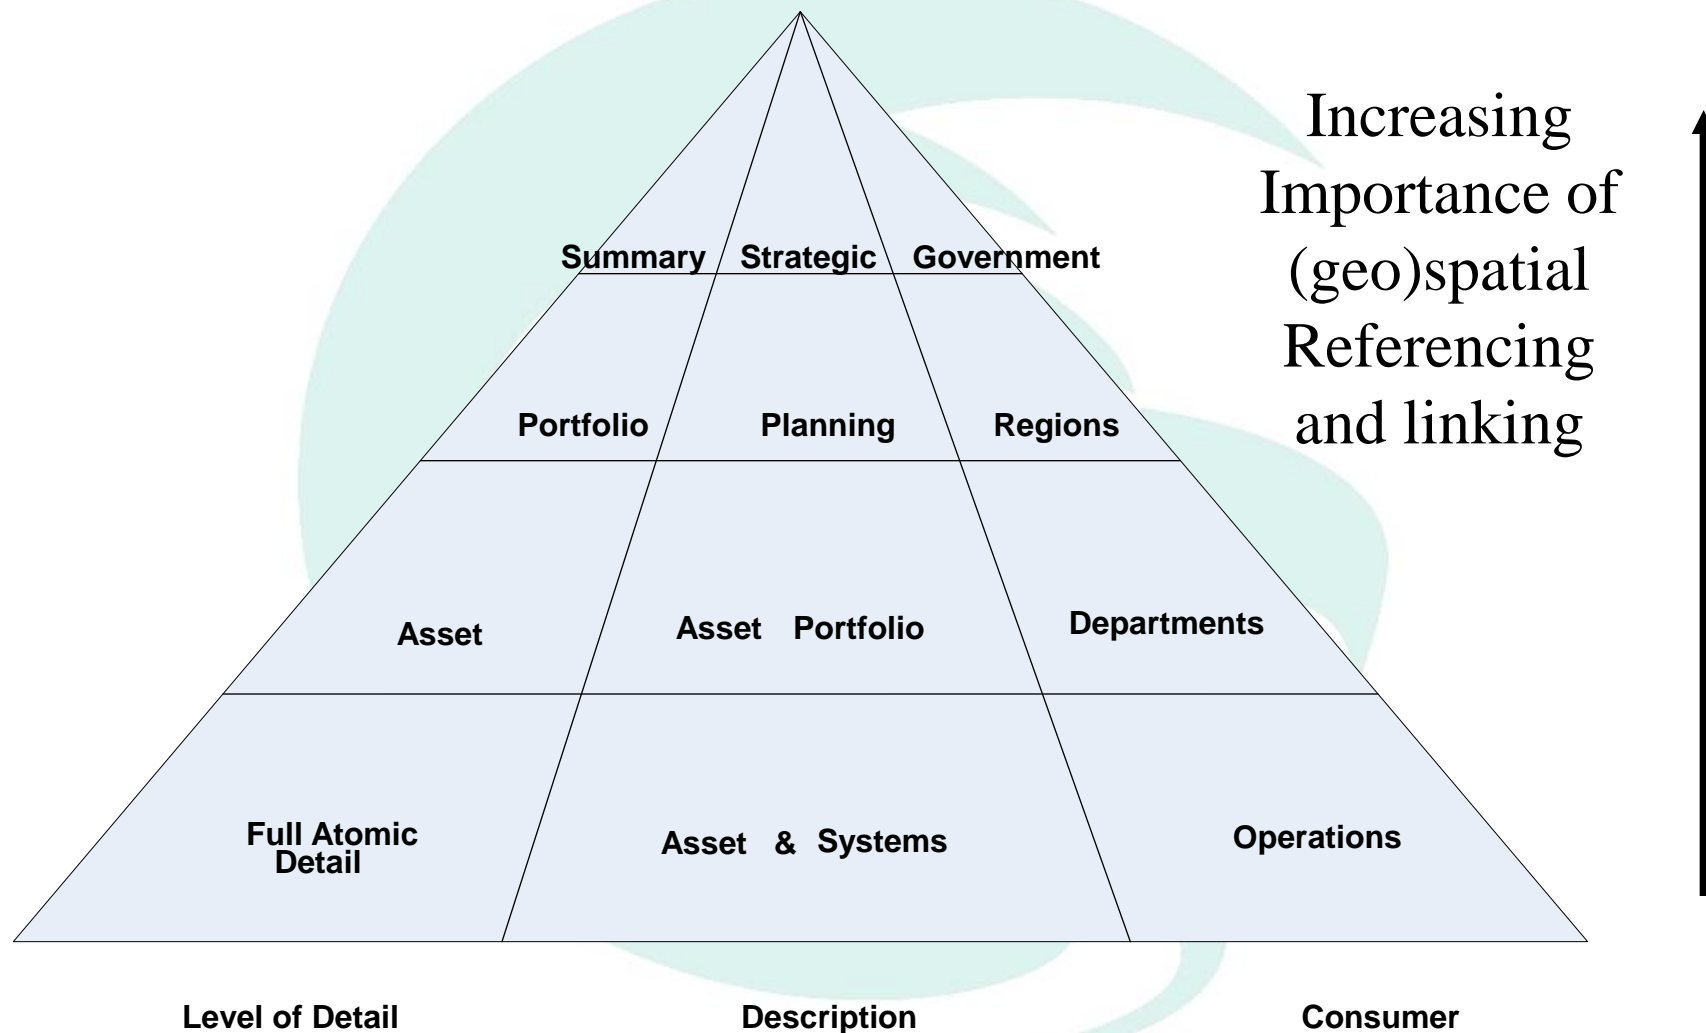 Increasing
Importance of
(geo)spatial
Referencing
and linking
Summary Strategic Government
Portfolio Planning Regions
Asset Asset Portfolio Departments
Full Atomic
Detail
Asset & Systems
Operations
Level of Detail Description Consumer